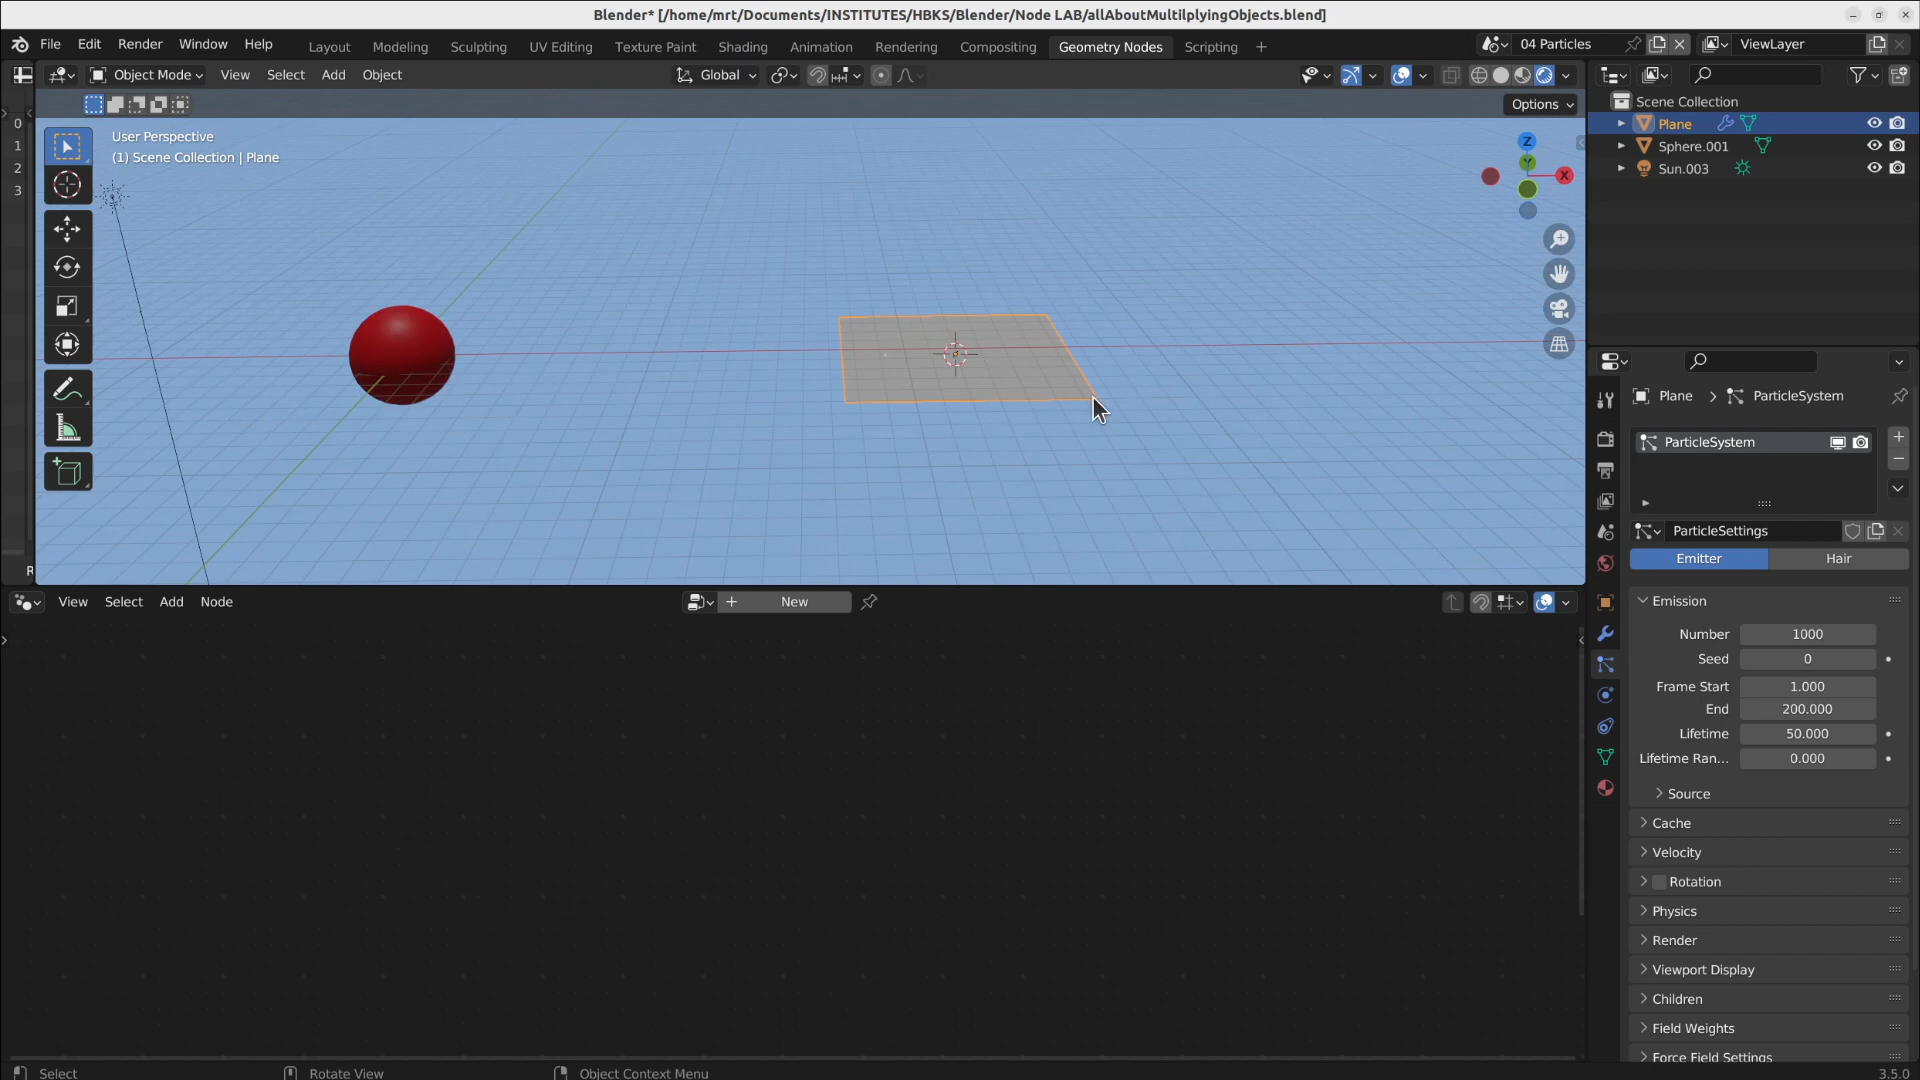 Blender* [/home/mrt/Documents/INSTITUTES/HBKS/Blender/Node LAB/allAboutMultilplyingObjects.blend]
File Edit Render Window Help Layout Modeling Sculpting UV Editing Texture Paint Shading Animation Rendering Compositing Geometry Nodes Scripting + 04 Particles ViewLayer
Object Mode View Select Add Object Global
Options
User Perspective
(1) Scene Collection | Plane
0
1
2
3
R
Z
Y
X
Scene Collection
Plane
Sphere.001
Sun.003
Plane > ParticleSystem
ParticleSystem
ParticleSettings
Emitter Hair
Emission
Number 1000
Seed 0
Frame Start 1.000
End 200.000
Lifetime 50.000
Lifetime Ran... 0.000
Source
Cache
Velocity
Rotation
Physics
Render
Viewport Display
Children
Field Weights
Force Field Settings
View Select Add Node + New
Select Rotate View Object Context Menu 3.5.0